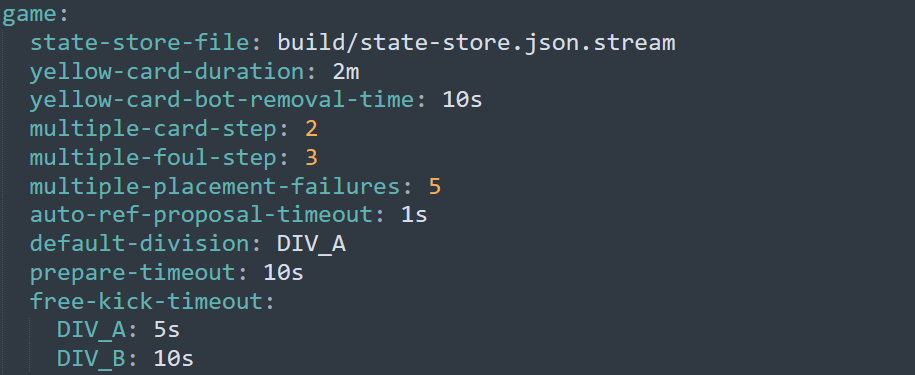 game:
  state-store-file: build/state-store.json.stream
  yellow-card-duration: 2m
  yellow-card-bot-removal-time: 10s
  multiple-card-step: 2
  multiple-foul-step: 3
  multiple-placement-failures: 5
  auto-ref-proposal-timeout: 1s
  default-division: DIV_A
  prepare-timeout: 10s
  free-kick-timeout:
    DIV_A: 5s
    DIV_B: 10s